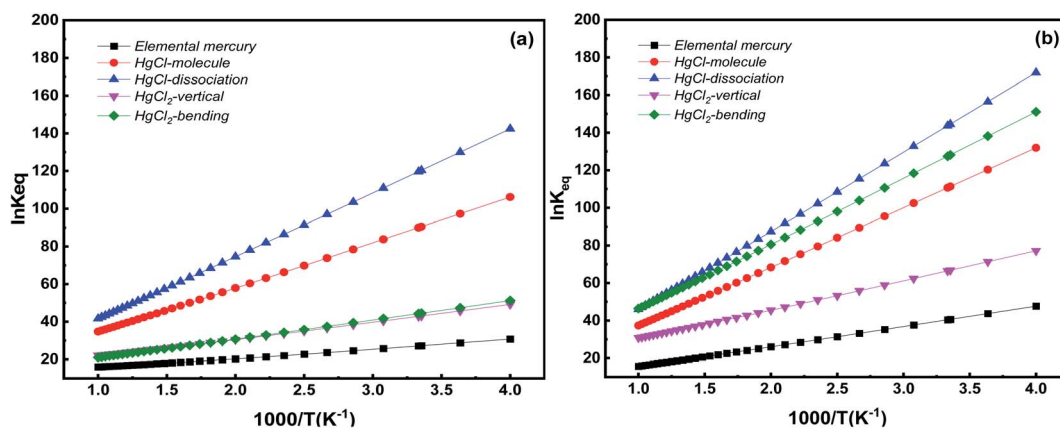 (a)
200
180
160
140
120
100
80
60
40
20
lnKeq
Elemental mercury
HgCl-molecule
HgCl-dissociation
HgCl₂-vertical
HgCl₂-bending
1.0 1.5 2.0 2.5 3.0 3.5 4.0
1000/T(K⁻¹)
(b)
200
180
160
140
120
100
80
60
40
20
lnK_eq
Elemental mercury
HgCl-molecule
HgCl-dissociation
HgCl₂-vertical
HgCl₂-bending
1.0 1.5 2.0 2.5 3.0 3.5 4.0
1000/T(K⁻¹)